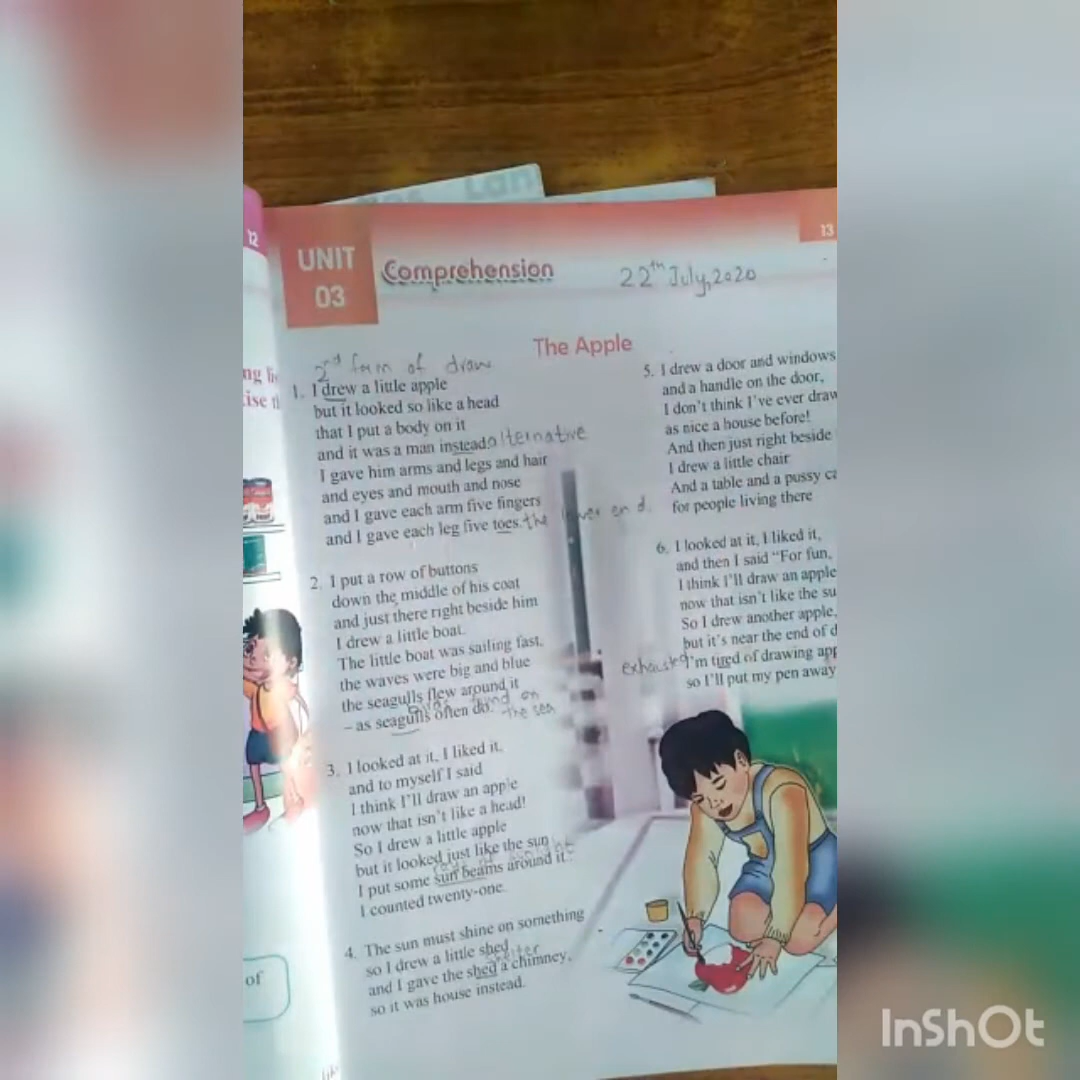 12
UNIT
03
Comprehension
22th July, 2020
13
The Apple
2nd form of draw
1. I drew a little apple
but it looked so like a head
that I put a body on it
and it was a man instead. alternative
I gave him arms and legs and hair
and eyes and mouth and nose
and I gave each arm five fingers
and I gave each leg five toes. the lower end.
2. I put a row of buttons
down the middle of his coat
and just there right beside him
I drew a little boat.
The little boat was sailing fast,
the waves were big and blue
the seagulls flew around it
– as seagulls often do.
birds found on
the sea
3. I looked at it, I liked it,
and to myself I said
I think I'll draw an apple
now that isn't like a head!
So I drew a little apple
but it looked just like the sun
I put some sun beams around it.
I counted twenty-one.
4. The sun must shine on something
so I drew a little shed
shelter
and I gave the shed a chimney,
so it was house instead.
5. I drew a door and windows
and a handle on the door,
I don't think I've ever draw
as nice a house before!
And then just right beside
I drew a little chair
And a table and a pussy ca
for people living there
6. I looked at it, I liked it,
and then I said "For fun,
I think I'll draw an apple
now that isn't like the su
So I drew another apple,
but it's near the end of d
exhausted I'm tired of drawing app
so I'll put my pen away
of
InShOt